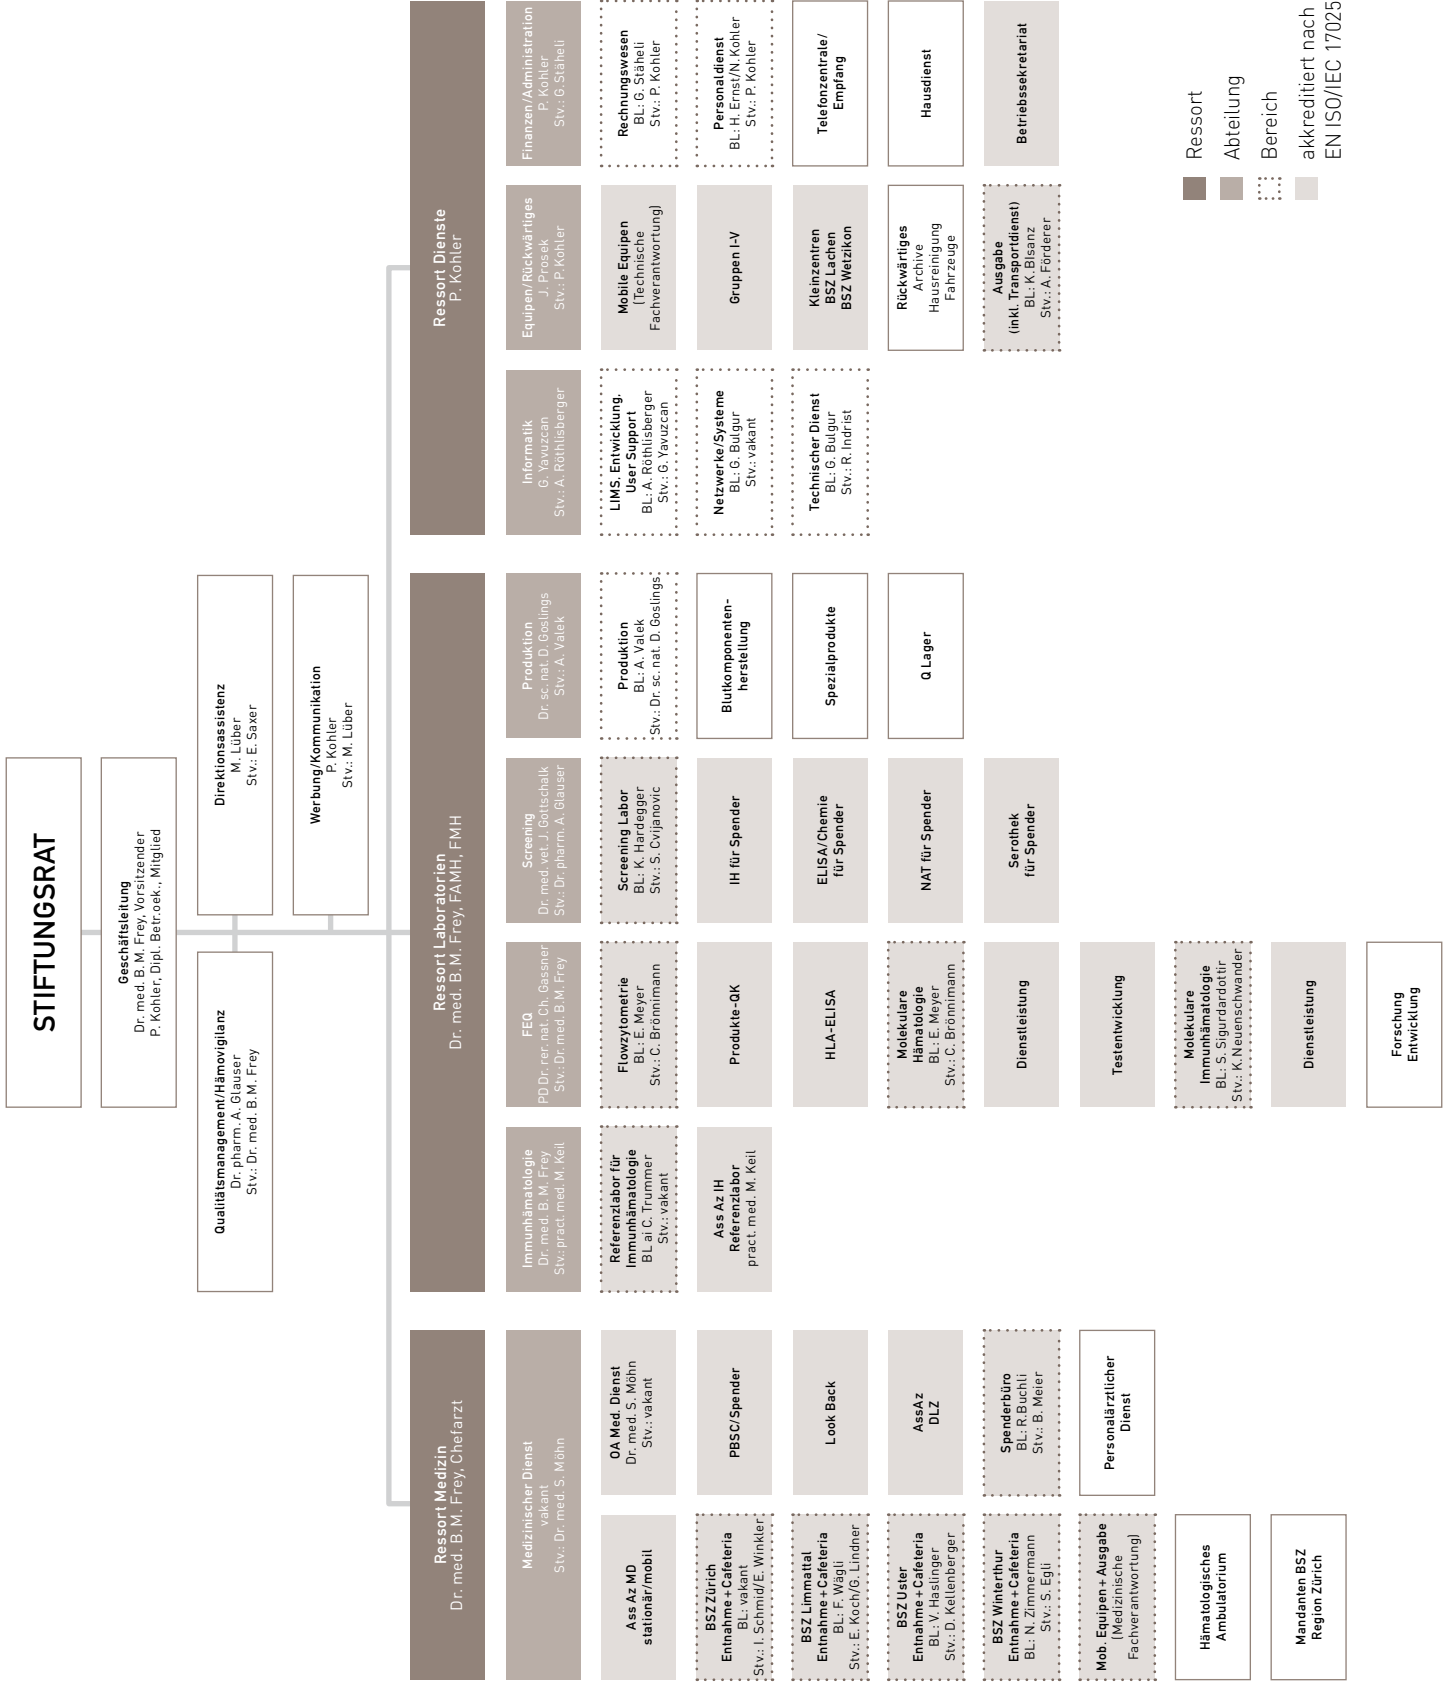 STIFTUNGSRAT
Geschäftsleitung
Dr. med. B. M. Frey, Vorsitzender
P. Kohler, Dipl. Betr.oek., Mitglied
Qualitätsmanagement/Hämovigilanz
Dr. pharm. A. Glauser
Stv.: Dr. med. B.M. Frey
Direktionsassistenz
M. Lüber
Stv.: E. Saxer
Werbung/Kommunikation
P. Kohler
Stv.: M. Lüber
Ressort Medizin
Dr. med. B.M. Frey, Chefarzt
Medizinischer Dienst
vakant
Stv.: Dr. med. S. Möhn
Ass Az MD
stationär/mobil
BSZ Zürich
Entnahme+Cafeteria
BL: vakant
Stv.: I. Schmid/E. Winkler
BSZ Limmattal
Entnahme+Cafeteria
BL: F. Wägli
Stv.: E. Koch/G. Lindner
BSZ Uster
Entnahme+Cafeteria
BL: V. Haslinger
Stv.: D. Kellenberger
BSZ Winterthur
Entnahme+Cafeteria
BL: N. Zimmermann
Stv.: S. Egli
Mob. Equipen+Ausgabe
(Medizinische
Fachverantwortung)
Hämatologisches
Ambulatorium
Mandanten BSZ
Region Zürich
OA Med. Dienst
Dr. med. S. Möhn
Stv.: vakant
PBSC/Spender
Look Back
AssAz
DLZ
Spenderbüro
BL: R.Buchli
Stv.: B. Meier
Personalärztlicher
Dienst
Ressort Laboratorien
Dr. med. B.M. Frey, FAMH, FMH
Immunhämatologie
Dr. med. B. M. Frey
Stv.: pract. med. M. Keil
Referenzlabor für
Immunhämatologie
BL ai C. Trummer
Stv.: vakant
Ass Az IH
Referenzlabor
pract. med. M. Keil
FEQ
PD Dr. rer. nat. Ch. Gassner
Stv.: Dr. med. B.M. Frey
Flowzytometrie
BL: E. Meyer
Stv.: C. Brönnimann
Produkte-QK
HLA-ELISA
Molekulare
Hämatologie
BL: E. Meyer
Stv.: C. Brönnimann
Dienstleistung
Testentwicklung
Molekulare
Immunhämatologie
BL: S. Sigurdardottir
Stv.: K.Neuenschwander
Dienstleistung
Forschung
Entwicklung
Screening
Dr. med. vet. J. Gottschalk
Stv.: Dr. pharm. A. Glauser
Screening Labor
BL: K. Hardegger
Stv.: S. Cvijanovic
IH für Spender
ELISA/Chemie
für Spender
NAT für Spender
Serothek
für Spender
Produktion
Dr. sc. nat. D. Goslings
Stv.: A. Valek
Produktion
BL: A. Valek
Stv.: Dr. sc. nat. D. Goslings
Blutkomponenten-
herstellung
Spezialprodukte
Q Lager
Ressort Dienste
P. Kohler
Informatik
G. Yavuzcan
Stv.: A. Röthlisberger
LIMS, Entwicklung,
User Support
BL: A. Röthlisberger
Stv.: G. Yavuzcan
Netzwerke/Systeme
BL: G. Bulgur
Stv.: vakant
Technischer Dienst
BL: G. Bulgur
Stv.: R. Indrist
Equipen/Rückwärtiges
J. Prosek
Stv.: P. Kohler
Mobile Equipen
(Technische
Fachverantwortung)
Gruppen I-V
Kleinzentren
BSZ Lachen
BSZ Wetzikon
Rückwärtiges
Archive
Hausreinigung
Fahrzeuge
Ausgabe
(inkl. Transportdienst)
BL: K. BIsanz
Stv.: A. Förderer
Finanzen/Administration
P. Kohler
Stv.: G.Stäheli
Rechnungswesen
BL: G. Stäheli
Stv.: P. Kohler
Personaldienst
BL: H. Ernst/N.Kohler
Stv.: P. Kohler
Telefonzentrale/
Empfang
Hausdienst
Betriebssekretariat
Ressort
Abteilung
Bereich
akkreditiert nach
EN ISO/IEC 17025